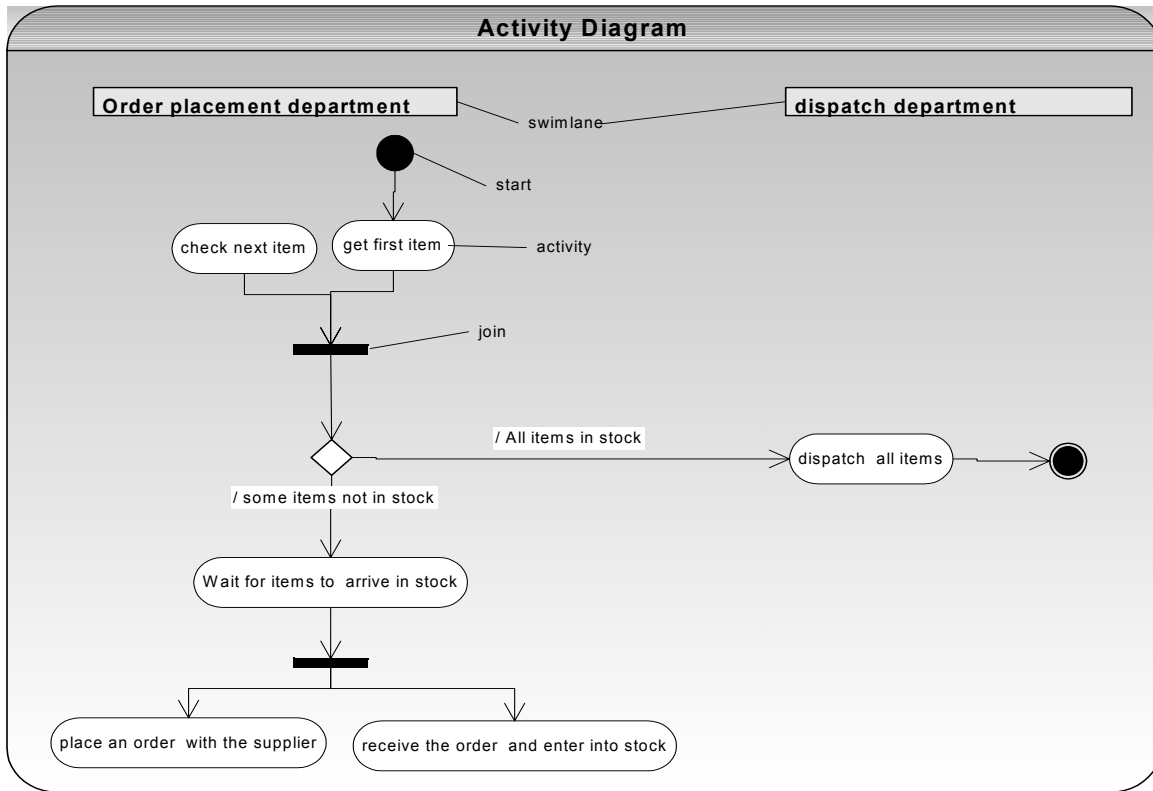 Activity Diagram
Order placement department
dispatch department
swimlane
start
check next item
get first item
activity
join
/ All items in stock
dispatch all items
/ some items not in stock
Wait for items to arrive in stock
place an order with the supplier
receive the order and enter into stock